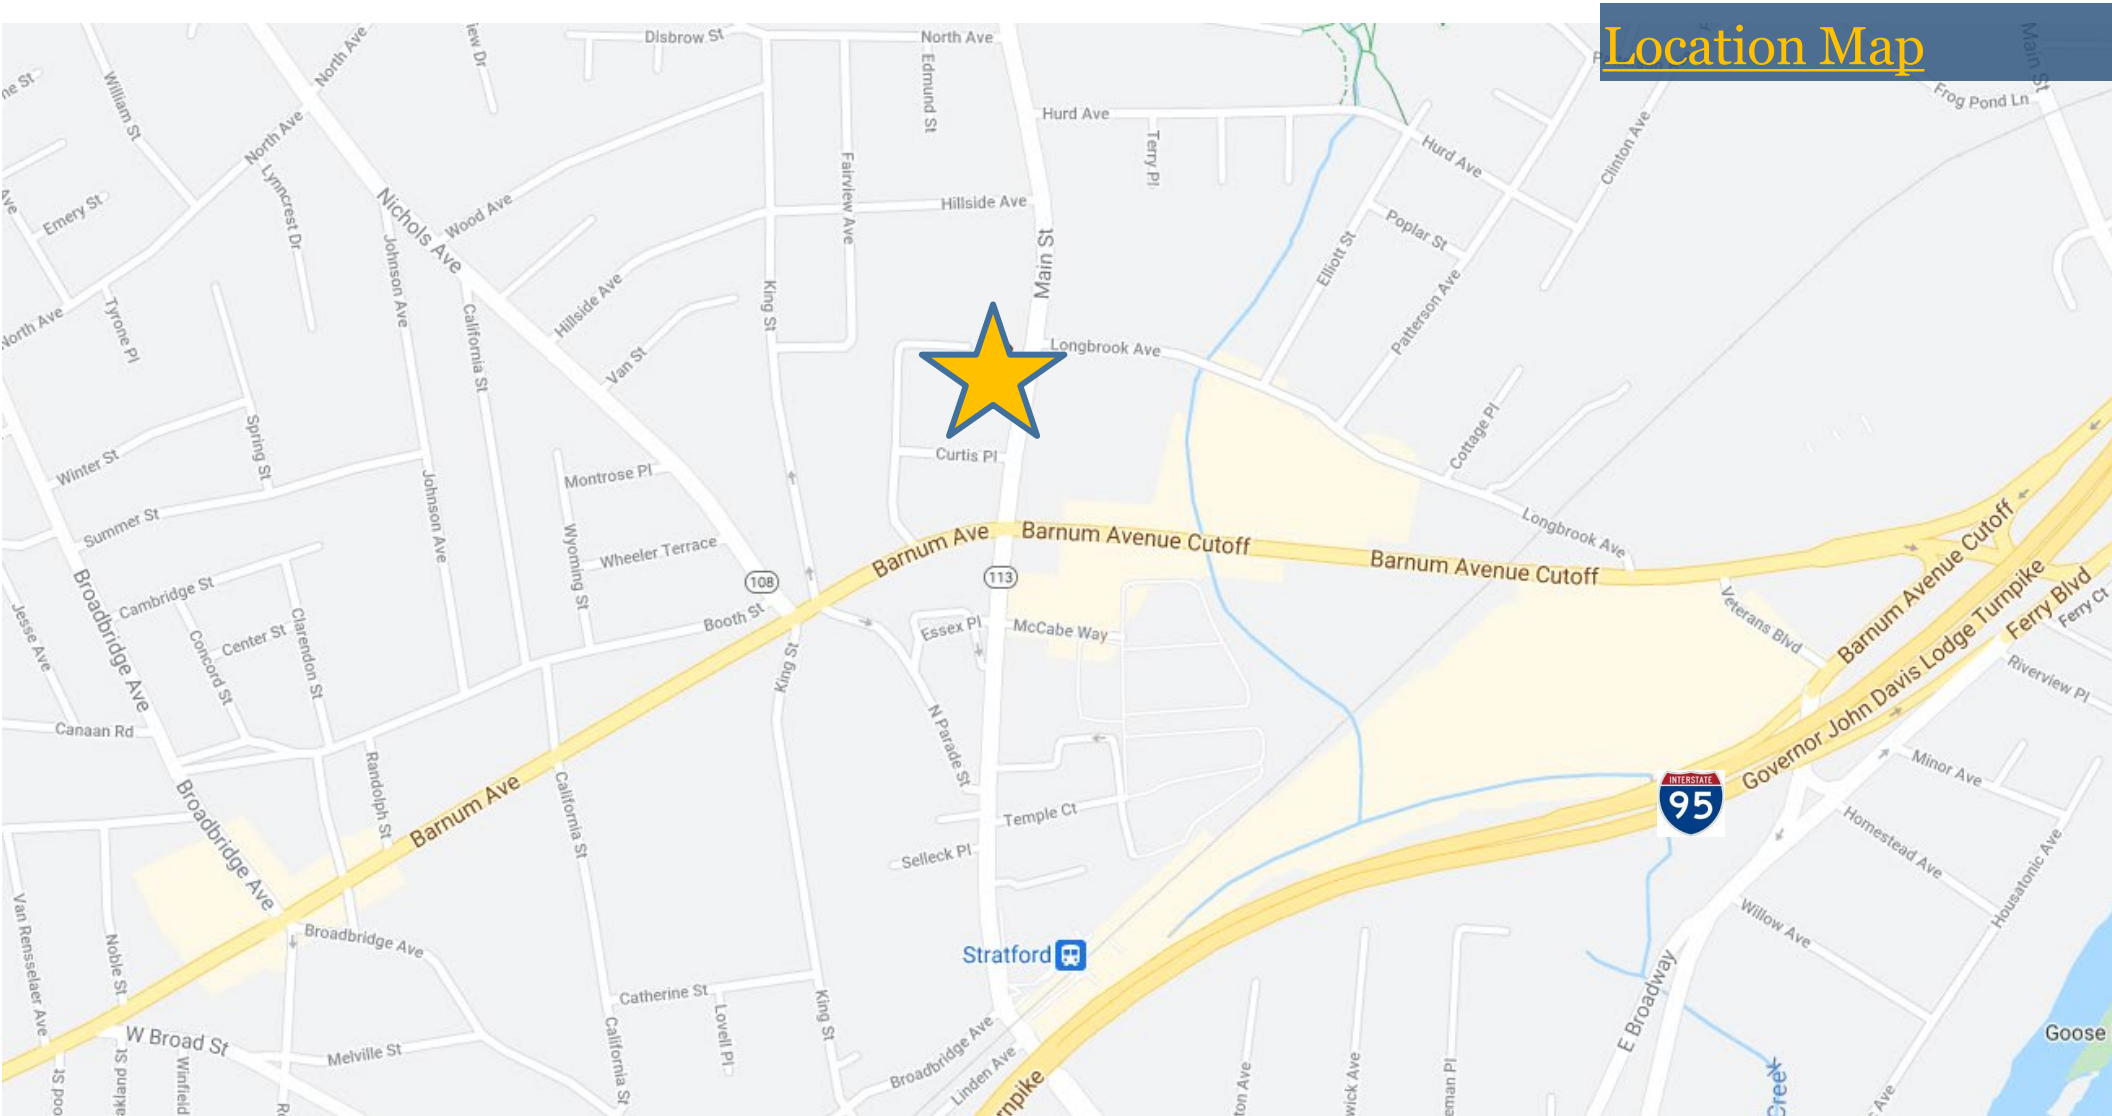 Location Map
Disbrow St
North Ave
North Ave
North Ave
North Ave
William St
Edmund St
Hurd Ave
Terry Pl
Hurd Ave
Clinton Ave
Frog Pond Ln
Main St
Emery St
Lynncrest Dr
Nichols Ave
Wood Ave
Fairview Ave
Hillside Ave
Main St
Poplar St
Elliott St
Patterson Ave
Tyrone Pl
Johnson Ave
California St
Hillside Ave
King St
Van St
Longbrook Ave
Winter St
Spring St
Summer St
Johnson Ave
Montrose Pl
Wyoming St
Wheeler Terrace
Curtis Pl
Cottage Pl
Longbrook Ave
Barnum Ave
Barnum Avenue Cutoff
Barnum Avenue Cutoff
Barnum Avenue Cutoff
108
113
Broadbridge Ave
Cambridge St
Center St
Concord St
Clarendon St
Jesse Ave
Canaan Rd
Booth St
King St
Essex Pl
McCabe Way
Veterans Blvd
Governor John Davis Lodge Turnpike
Ferry Blvd
Ferry Ct
Riverview Pl
N Parade St
Randolph St
Broadbridge Ave
Barnum Ave
California St
Temple Ct
Selleck Pl
INTERSTATE
95
Minor Ave
Homestead Ave
Housatonic Ave
Willow Ave
Van Rensselaer Ave
Noble St
Broadbridge Ave
Stratford
Catherine St
Lovell Pl
King St
California St
W Broad St
Melville St
Winfield
Broadbridge Ave
Linden Ave
E Broadway
Goose
Creek